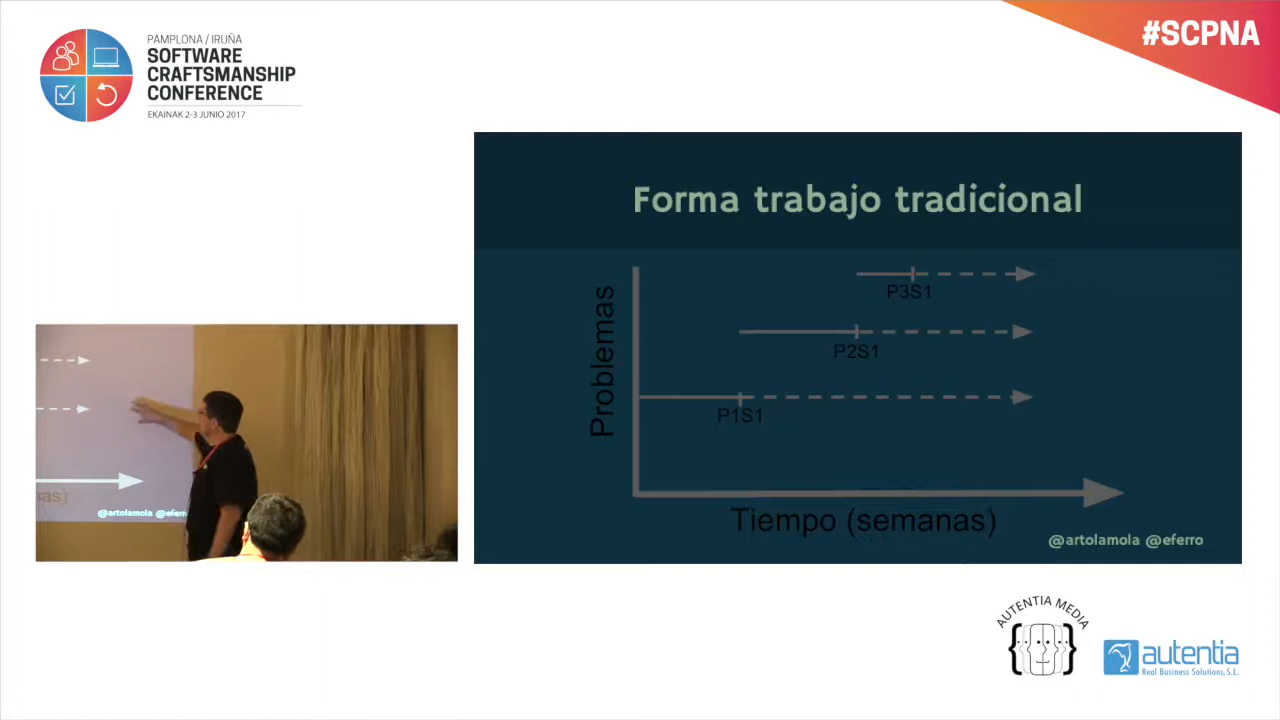 PAMPLONA / IRUÑA
SOFTWARE
CRAFTSMANSHIP
CONFERENCE
EKAINAK 2-3 JUNIO 2017
#SCPNA
Forma trabajo tradicional
Problemas
P3S1
P2S1
P1S1
Tiempo (semanas)
@artolamola @eferro
@artolamola
AUTENTIA MEDIA
autentia
Real Business Solutions, S.L.